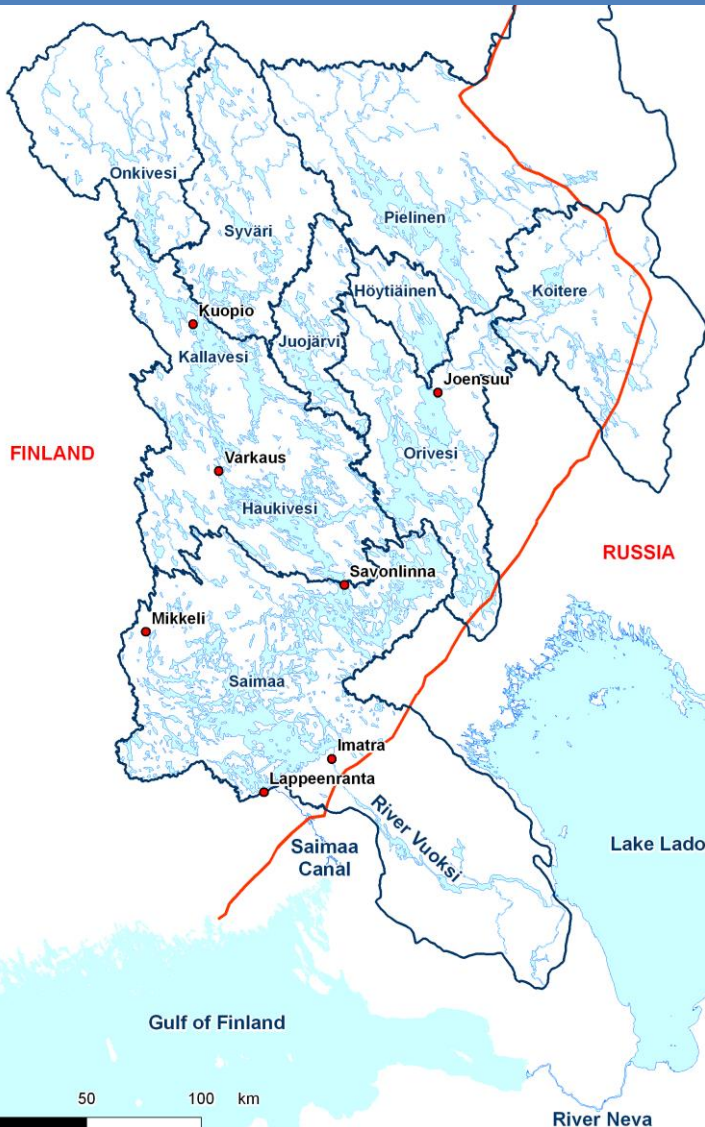 Onkivesi
Syväri
Pielinen
Höytiäinen
Koitere
Kuopio
Juojärvi
Kallavesi
Joensuu
FINLAND
Varkaus
Orivesi
Haukivesi
RUSSIA
Savonlinna
Mikkeli
Saimaa
Imatra
Lappeenranta
River Vuoksi
Saimaa
Canal
Lake Lado
Gulf of Finland
50 100 km
River Neva